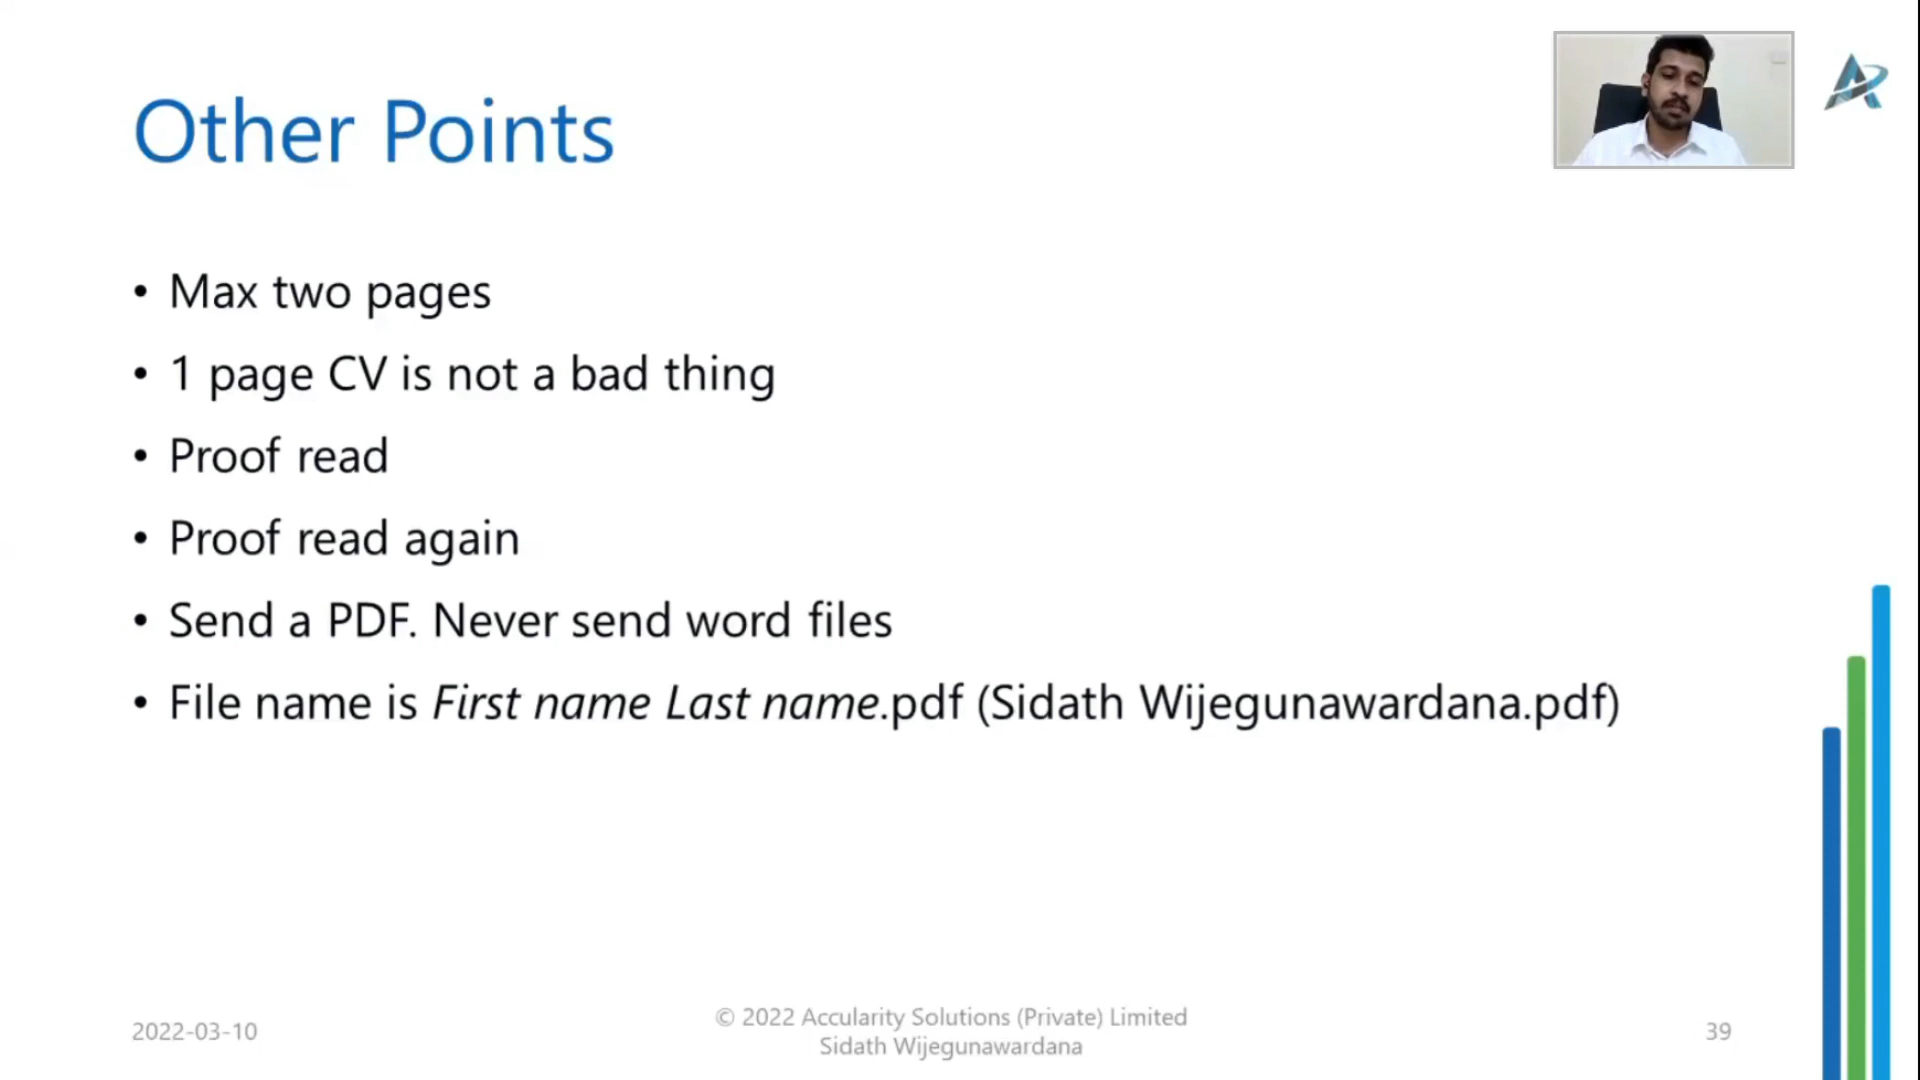 Other Points
• Max two pages
• 1 page CV is not a bad thing
• Proof read
• Proof read again
• Send a PDF. Never send word files
• File name is First name Last name.pdf (Sidath Wijegunawardana.pdf)
2022-03-10
© 2022 Accularity Solutions (Private) Limited
Sidath Wijegunawardana
39